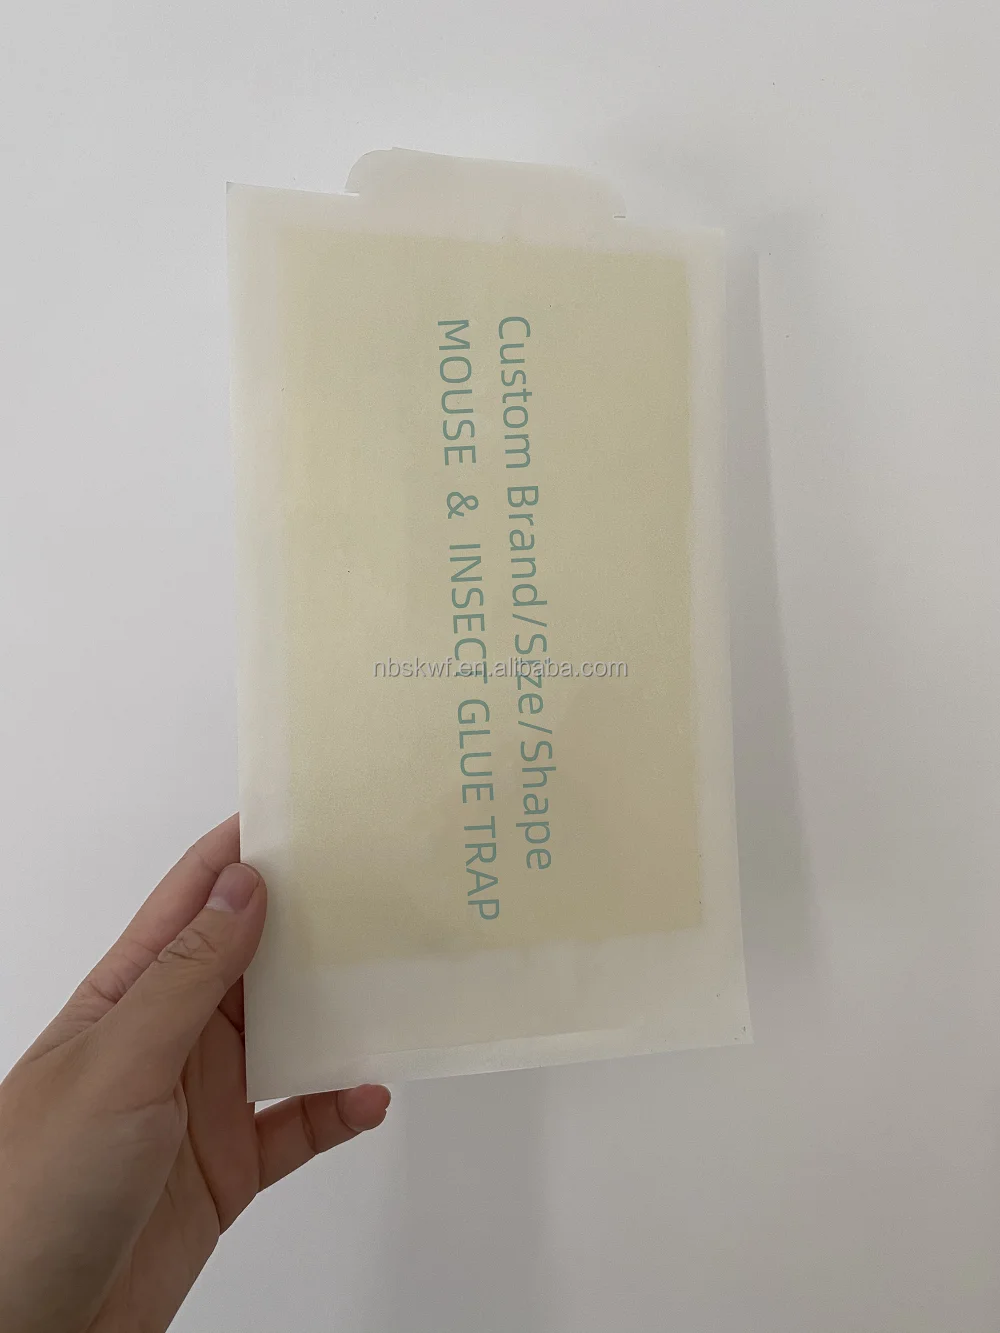 Custom Brand/Size/Shape
MOUSE & INSECT GLUE TRAP
nbskwf.en.alibaba.com